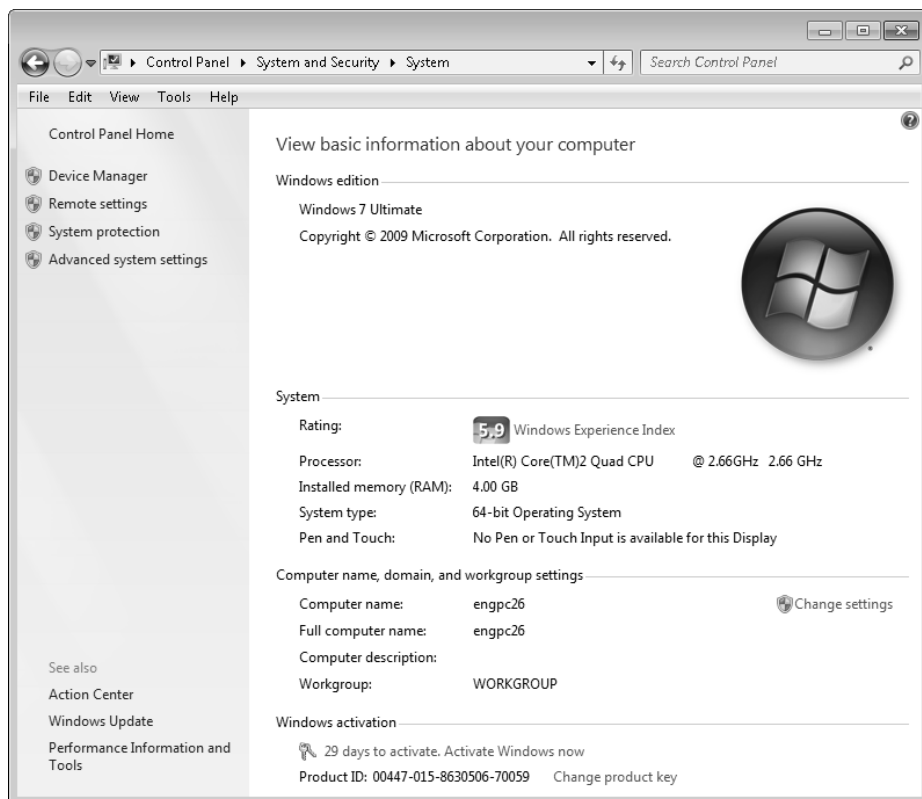 Control Panel ▸ System and Security ▸ System
Search Control Panel
File Edit View Tools Help
Control Panel Home
Device Manager
Remote settings
System protection
Advanced system settings
See also
Action Center
Windows Update
Performance Information and
Tools
View basic information about your computer
Windows edition
Windows 7 Ultimate
Copyright © 2009 Microsoft Corporation. All rights reserved.
System
Rating: 5,9 Windows Experience Index
Processor: Intel(R) Core(TM)2 Quad CPU @ 2.66GHz 2.66 GHz
Installed memory (RAM): 4.00 GB
System type: 64-bit Operating System
Pen and Touch: No Pen or Touch Input is available for this Display
Computer name, domain, and workgroup settings
Computer name: engpc26 Change settings
Full computer name: engpc26
Computer description:
Workgroup: WORKGROUP
Windows activation
29 days to activate. Activate Windows now
Product ID: 00447-015-8630506-70059 Change product key